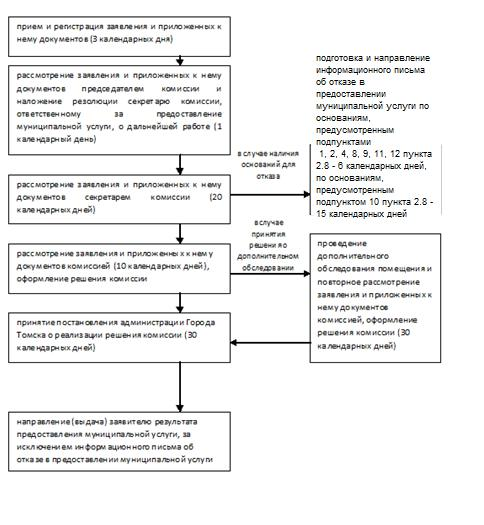 прием и регистрация заявления и приложенных к
нему документов (3 календарных дня)
рассмотрение заявления и приложенных к нему
документов председателем комиссии и
наложение резолюции секретарю комиссии,
ответственному за предоставление
муниципальной услуги, о дальнейшей работе (1
календарный день)
в случае наличия
оснований для
отказа
подготовка и направление
информационного письма
об отказе в
предоставлении
муниципальной услуги по
основаниям,
предусмотренным
подпунктами
1, 2, 4, 8, 9, 11, 12 пункта
2.8 - 6 календарных дней,
по основаниям,
предусмотренным
подпунктом 10 пункта 2.8 -
15 календарных дней
рассмотрение заявления и приложенных к нему
документов секретарем комиссии (20
календарных дней)
в случае
принятия
решения о
дополнительном
обследовании
рассмотрение заявления и приложенных к нему
документов комиссией (10 календарных дней),
оформление решения комиссии
проведение
дополнительного
обследования помещения и
повторное рассмотрение
заявления и приложенных к
нему документов
комиссией, оформление
решения комиссии (30
календарных дней)
принятие постановления администрации Города
Томска о реализации решения комиссии (30
календарных дней)
направление (выдача) заявителю результата
предоставления муниципальной услуги, за
исключением информационного письма об
отказе в предоставлении муниципальной услуги